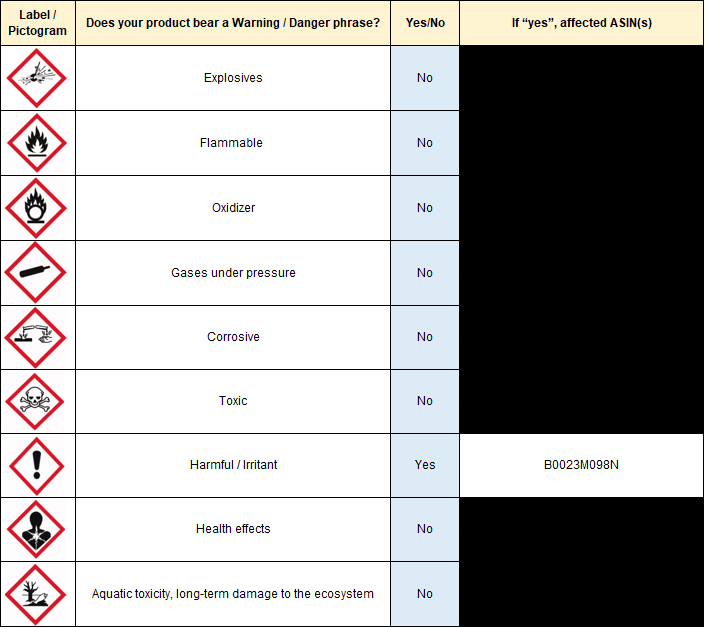 Label / Pictogram Does your product bear a Warning / Danger phrase? Yes/No If “yes”, affected ASIN(s)
Explosives No
Flammable No
Oxidizer No
Gases under pressure No
Corrosive No
Toxic No
Harmful / Irritant Yes B0023M098N
Health effects No
Aquatic toxicity, long-term damage to the ecosystem No